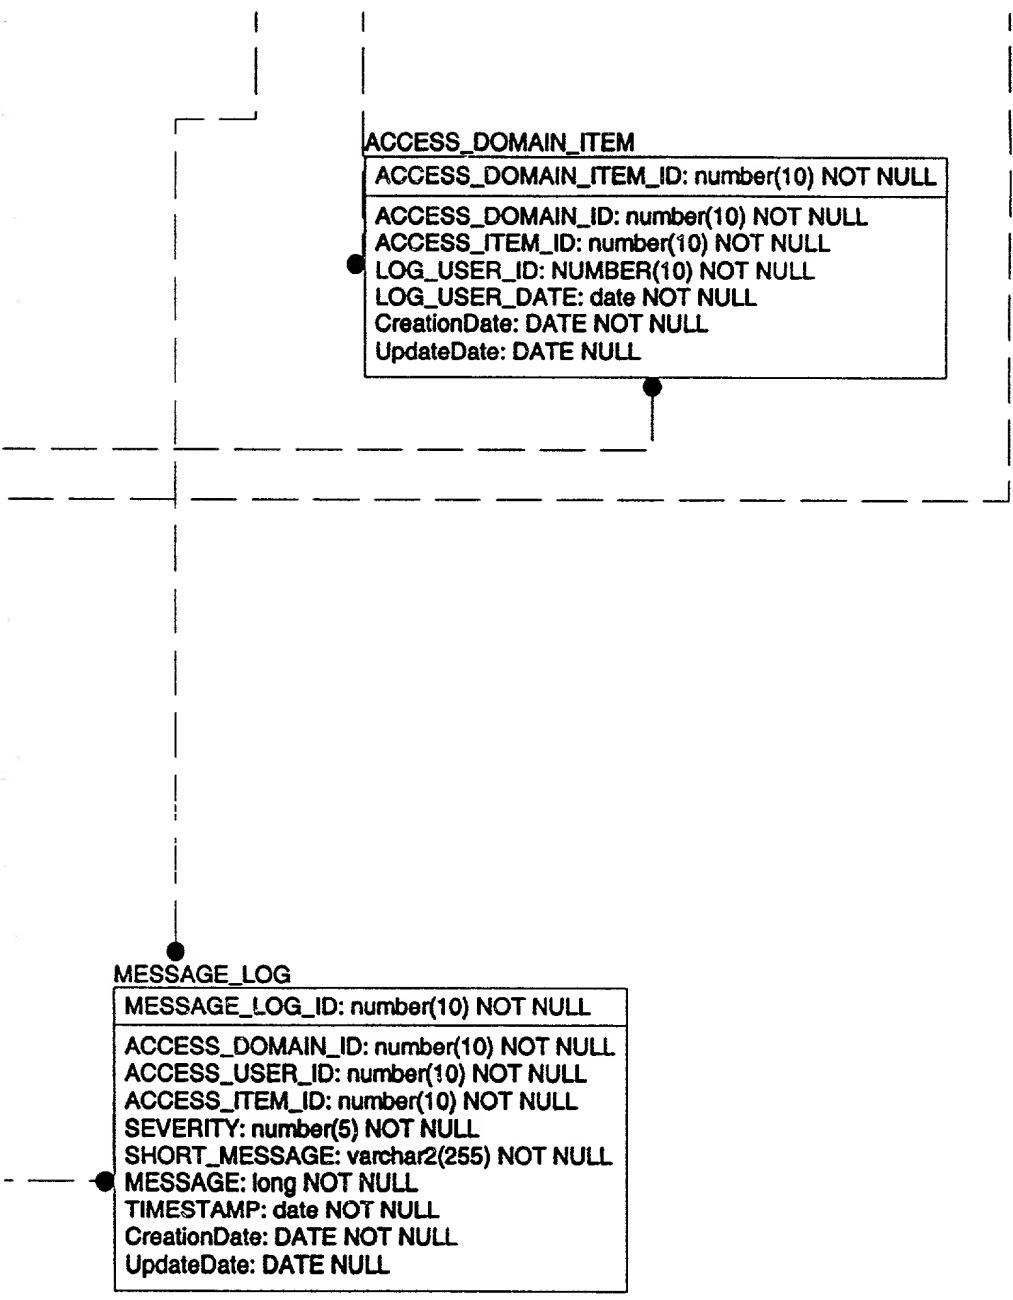 ACCESS_DOMAIN_ITEM
ACCESS_DOMAIN_ITEM_ID: number(10) NOT NULL
ACCESS_DOMAIN_ID: number(10) NOT NULL
ACCESS_ITEM_ID: number(10) NOT NULL
LOG_USER_ID: NUMBER(10) NOT NULL
LOG_USER_DATE: date NOT NULL
CreationDate: DATE NOT NULL
UpdateDate: DATE NULL
MESSAGE_LOG
MESSAGE_LOG_ID: number(10) NOT NULL
ACCESS_DOMAIN_ID: number(10) NOT NULL
ACCESS_USER_ID: number(10) NOT NULL
ACCESS_ITEM_ID: number(10) NOT NULL
SEVERITY: number(5) NOT NULL
SHORT_MESSAGE: varchar2(255) NOT NULL
MESSAGE: long NOT NULL
TIMESTAMP: date NOT NULL
CreationDate: DATE NOT NULL
UpdateDate: DATE NULL